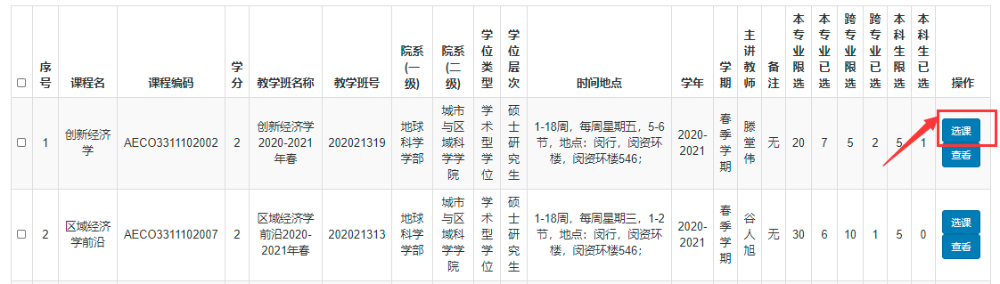 序号
课程名
课程编码
学分
教学班名称
教学班号
院系(一级)
院系(二级)
学位类型
学位层次
时间地点
学年
学期
主讲教师
备注
本专业限选
本专业已选
跨专业限选
跨专业已选
本科生限选
本科生已选
操作
1
创新经济
学
AECO3311102002
2
创新经济学
2020-2021
年春
202021319
地球
科学
学部
城市
与区
域科
学学
院
学术型学位
硕士研究生
1-18周，每周星期五，5-6
节，地点：闵行，闵资环
楼，闵资环楼546;
2020-
2021
春季学期
滕堂伟
无
20
7
5
2
5
1
选课
查看
2
区域经济
学前沿
AECO3311102007
2
区域经济学
前沿2020-
2021年春
202021313
地球
科学
学部
城市
与区
域科
学学
院
学术型学位
硕士研究生
1-18周，每周星期三，1-2
节，地点：闵行，闵资环
楼，闵资环楼546;
2020-
2021
春季学期
谷人旭
无
30
6
10
1
5
0
选课
查看